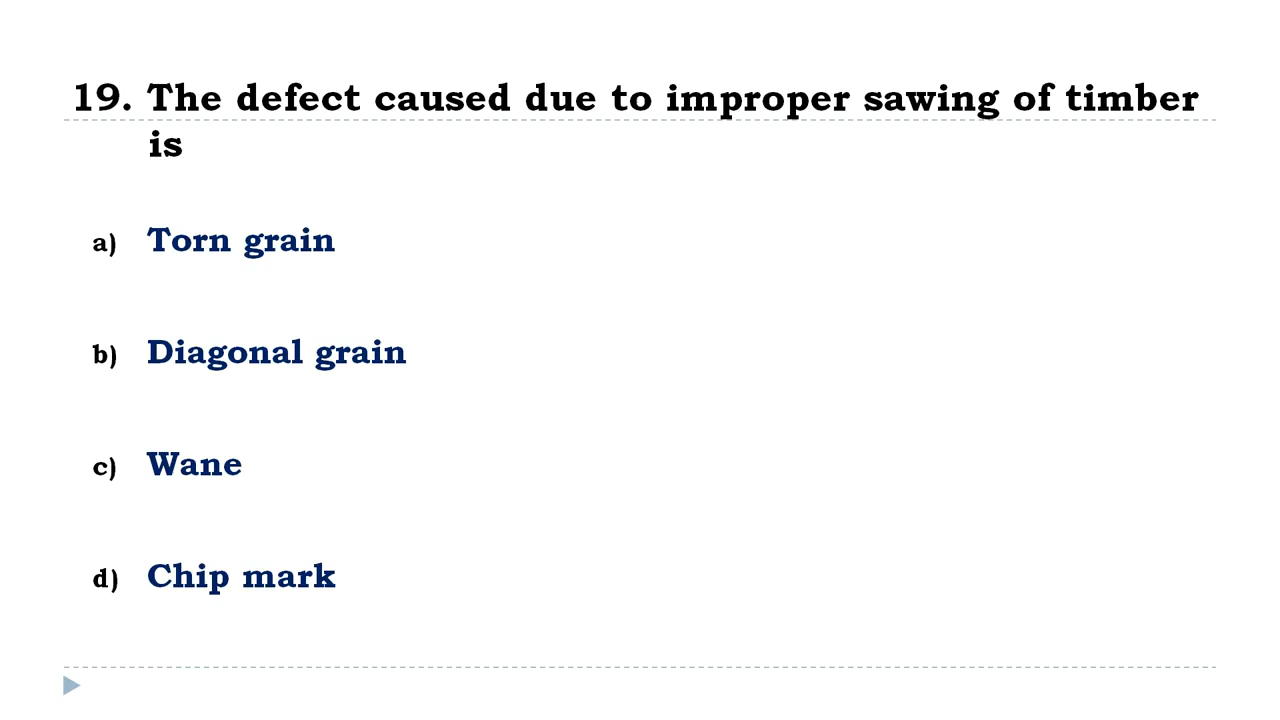 19. The defect caused due to improper sawing of timber
is
a) Torn grain
b) Diagonal grain
c) Wane
d) Chip mark